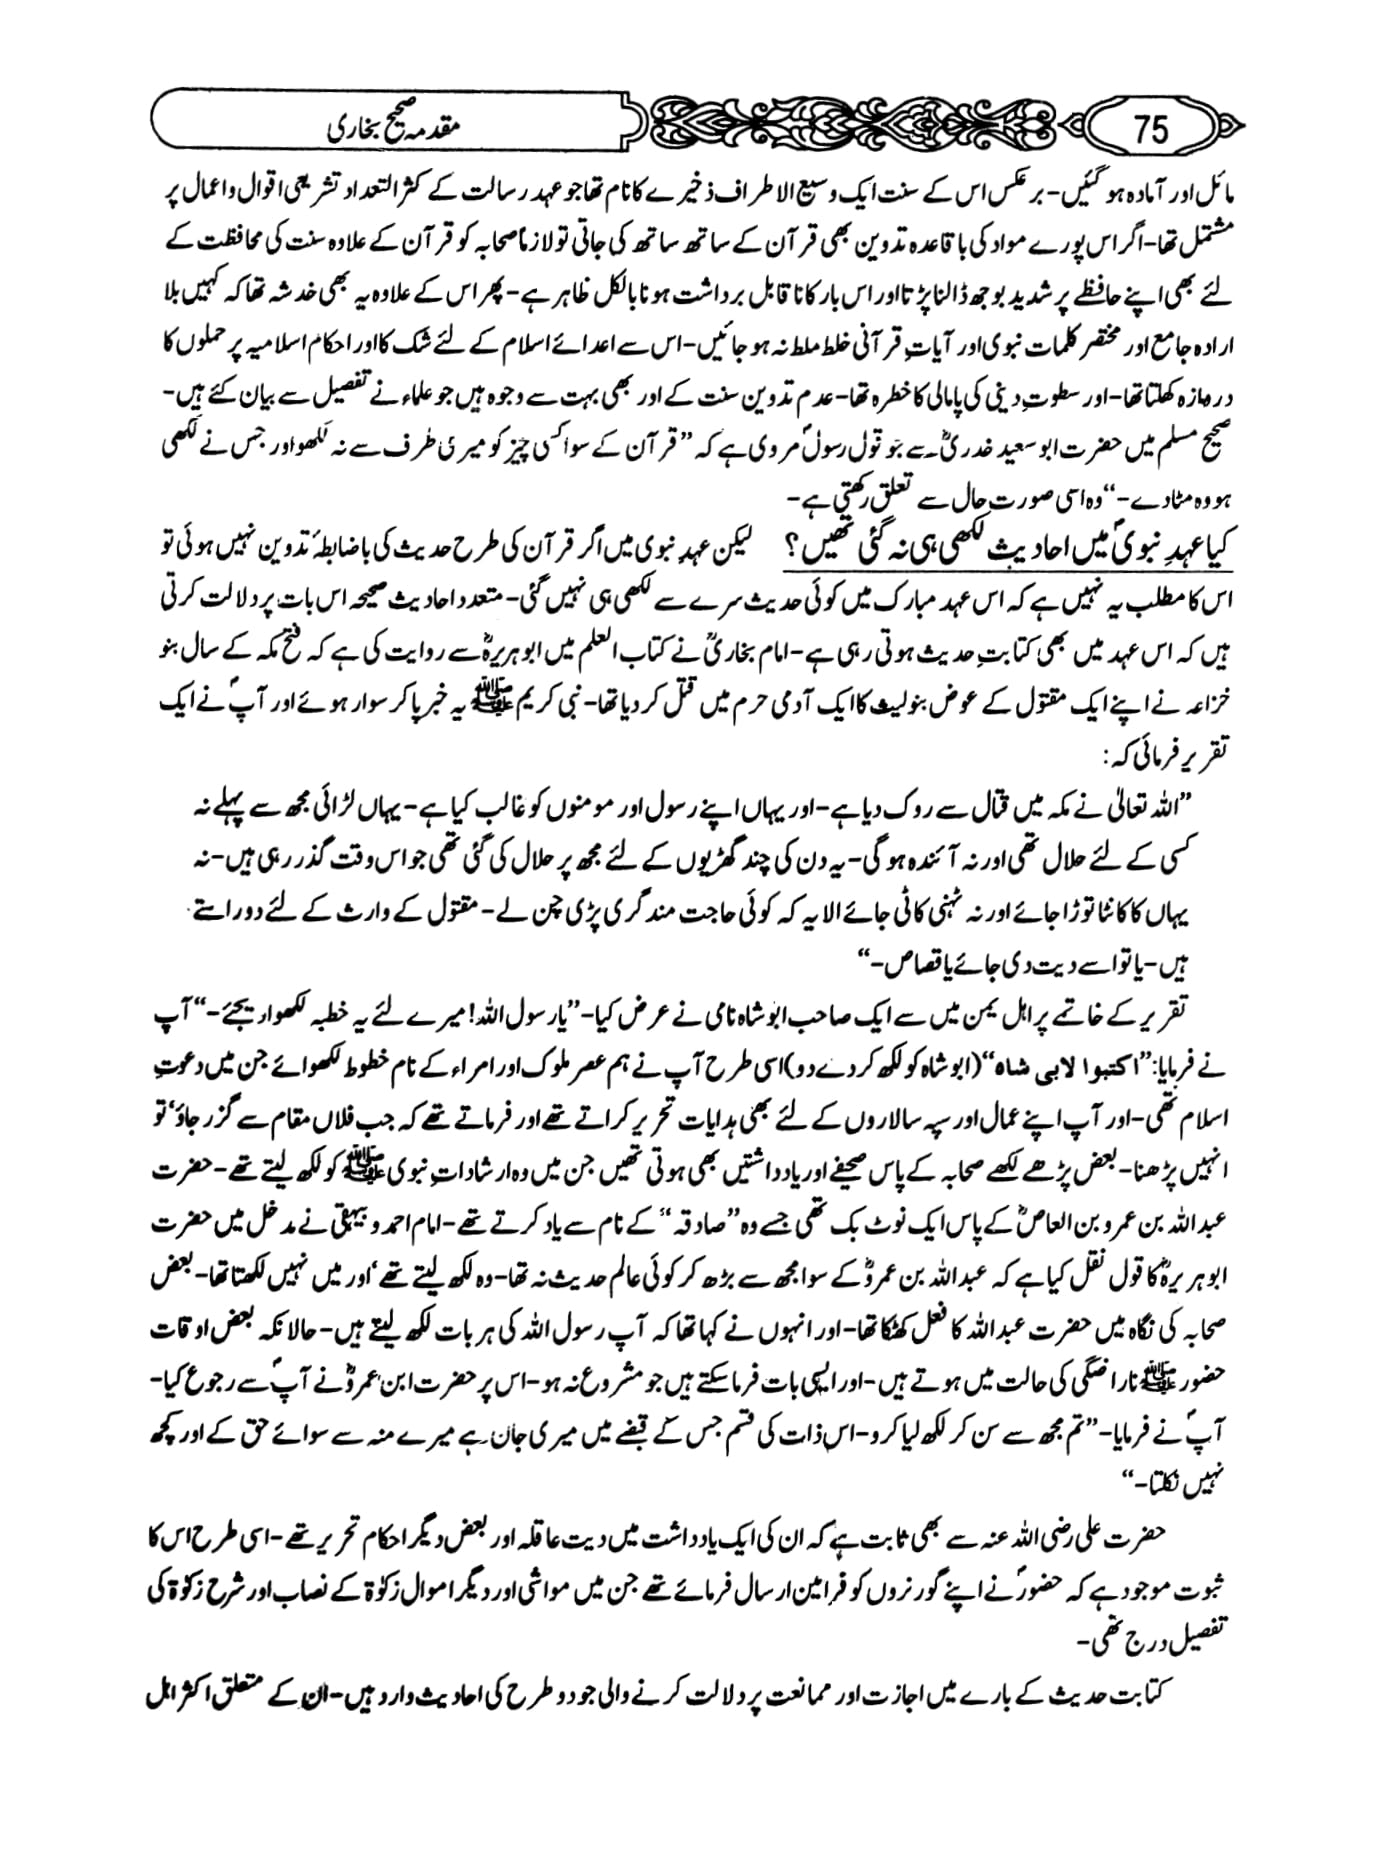 75
مقدمہ صحیح بخاری
مائل اور آمادہ ہو گئیں۔ برعکس اس کے سنت ایک وسیع الاطراف ذخیرے کا نام تھا جو عہد رسالت کے کثر التعداد تشریعی اقوال و اعمال پر
مشتمل تھا۔ اگر اس پورے مواد کی باقاعدہ تدوین بھی قرآن کے ساتھ ساتھ کی جاتی تو لازماً صحابہ کو قرآن کے علاوہ سنت کی محافظت کے
لئے بھی اپنے حافظے پر شدید بوجھ ڈالنا پڑتا اور اس بار کا ناقابل برداشت ہونا بالکل ظاہر ہے۔ پھر اس کے علاوہ یہ بھی خدشہ تھا کہ کہیں بلا
ارادہ جامع اور مختصر کلمات نبوی اور آیاتِ قرآنی خلط ملط نہ ہو جائیں۔ اس سے اعدائے اسلام کے لئے شک کا اور احکام اسلامیہ پر حملوں کا
دروازہ کھلتا تھا۔ اور سطوتِ دینی کی پامالی کا خطرہ تھا۔ عدم تدوین سنت کے اور بھی بہت سے وجوہ ہیں جو علماء نے تفصیل سے بیان کئے ہیں۔
صحیح مسلم میں حضرت ابو سعید خدریؓ سے جو قول رسولؐ مروی ہے کہ ”قرآن کے سوا کسی چیز کو میری طرف سے نہ لکھو اور جس نے لکھی
ہو وہ مٹا دے۔“ وہ اسی صورت حال سے تعلق رکھتی ہے۔
کیا عہدِ نبویؐ میں احادیث لکھی ہی نہ گئی تھیں؟ لیکن عہدِ نبوی میں اگر قرآن کی طرح حدیث کی باضابطہٴ تدوین نہیں ہوئی تو
اس کا مطلب یہ نہیں ہے کہ اس عہد مبارک میں کوئی حدیث سرے سے لکھی ہی نہیں گئی۔ متعدد احادیث صحیحہ اس بات پر دلالت کرتی
ہیں کہ اس عہد میں بھی کتابتِ حدیث ہوتی رہی ہے۔ امام بخاریؒ نے کتاب العلم میں ابو ہریرہؓ سے روایت کی ہے کہ فتح مکہ کے سال بنو
خزاعہ نے اپنے ایک مقتول کے عوض بنو لیث کا ایک آدمی حرم میں قتل کر دیا تھا۔ نبی کریم ﷺ یہ خبر پا کر سوار ہوئے اور آپؐ نے ایک
تقریر فرمائی کہ:
”اللہ تعالیٰ نے مکہ میں قتال سے روک دیا ہے۔ اور یہاں اپنے رسول اور مومنوں کو غالب کیا ہے۔ یہاں لڑائی مجھ سے پہلے نہ
کسی کے لئے حلال تھی اور نہ آئندہ ہو گی۔ یہ دن کی چند گھڑیوں کے لئے مجھ پر حلال کی گئی تھی جو اس وقت گذر رہی ہیں۔ نہ
یہاں کا کانٹا توڑا جائے اور نہ ٹہنی کاٹی جائے الا یہ کہ کوئی حاجت مند گری پڑی چن لے۔ مقتول کے وارث کے لئے دو راستے
ہیں۔ یا تو اسے دیت دی جائے یا قصاص۔“
تقریر کے خاتمے پر اہل یمن میں سے ایک صاحب ابو شاہ نامی نے عرض کیا۔ ”یا رسول اللہ! میرے لئے یہ خطبہ لکھوا دیجئے۔“ آپ
نے فرمایا: ”اکتبوا لابی شاہ“ (ابو شاہ کو لکھ کر دے دو) اسی طرح آپ نے ہم عصر ملوک اور امراء کے نام خطوط لکھوائے جن میں دعوتِ
اسلام تھی۔ اور آپ اپنے عمال اور سپہ سالاروں کے لئے بھی ہدایات تحریر کراتے تھے اور فرماتے تھے کہ جب فلاں مقام سے گزر جاؤ‘ تو
انہیں پڑھنا۔ بعض پڑھے لکھے صحابہ کے پاس صحیفے اور یادداشتیں بھی ہوتی تھیں جن میں وہ ارشاداتِ نبوی ﷺ کو لکھ لیتے تھے۔ حضرت
عبداللہ بن عمرو بن العاصؓ کے پاس ایک نوٹ بک تھی جسے وہ ”صادقہ“ کے نام سے یاد کرتے تھے۔ امام احمد و بیہقی نے مدخل میں حضرت
ابو ہریرہؓ کا قول نقل کیا ہے کہ عبداللہ بن عمروؓ کے سوا مجھ سے بڑھ کر کوئی عالم حدیث نہ تھا۔ وہ لکھ لیتے تھے‘ اور میں نہیں لکھتا تھا۔ بعض
صحابہ کی نگاہ میں حضرت عبداللہ کا فعل کھٹکا تھا۔ اور انہوں نے کہا تھا کہ آپ رسول اللہ کی ہر بات لکھ لیتے ہیں۔ حالانکہ بعض اوقات
حضور ﷺ ناراضگی کی حالت میں ہوتے ہیں۔ اور ایسی بات فرما سکتے ہیں جو مشروع نہ ہو۔ اس پر حضرت ابن عمروؓ نے آپؐ سے رجوع کیا۔
آپؐ نے فرمایا۔ ”تم مجھ سے سن کر لکھ لیا کرو۔ اس ذات کی قسم جس کے قبضے میں میری جان ہے میرے منہ سے سوائے حق کے اور کچھ
نہیں نکلتا۔“
حضرت علی رضی اللہ عنہ سے بھی ثابت ہے کہ ان کی ایک یادداشت میں دیت عاقلہ اور بعض دیگر احکام تحریر تھے۔ اسی طرح اس کا
ثبوت موجود ہے کہ حضورؐ نے اپنے گورنروں کو فرامین ارسال فرمائے تھے جن میں مواشی اور دیگر اموال زکوٰۃ کے نصاب اور شرح زکوٰۃ کی
تفصیل درج تھی۔
کتابت حدیث کے بارے میں اجازت اور ممانعت پر دلالت کرنے والی جو دو طرح کی احادیث وارد ہیں۔ ان کے متعلق اکثر اہل